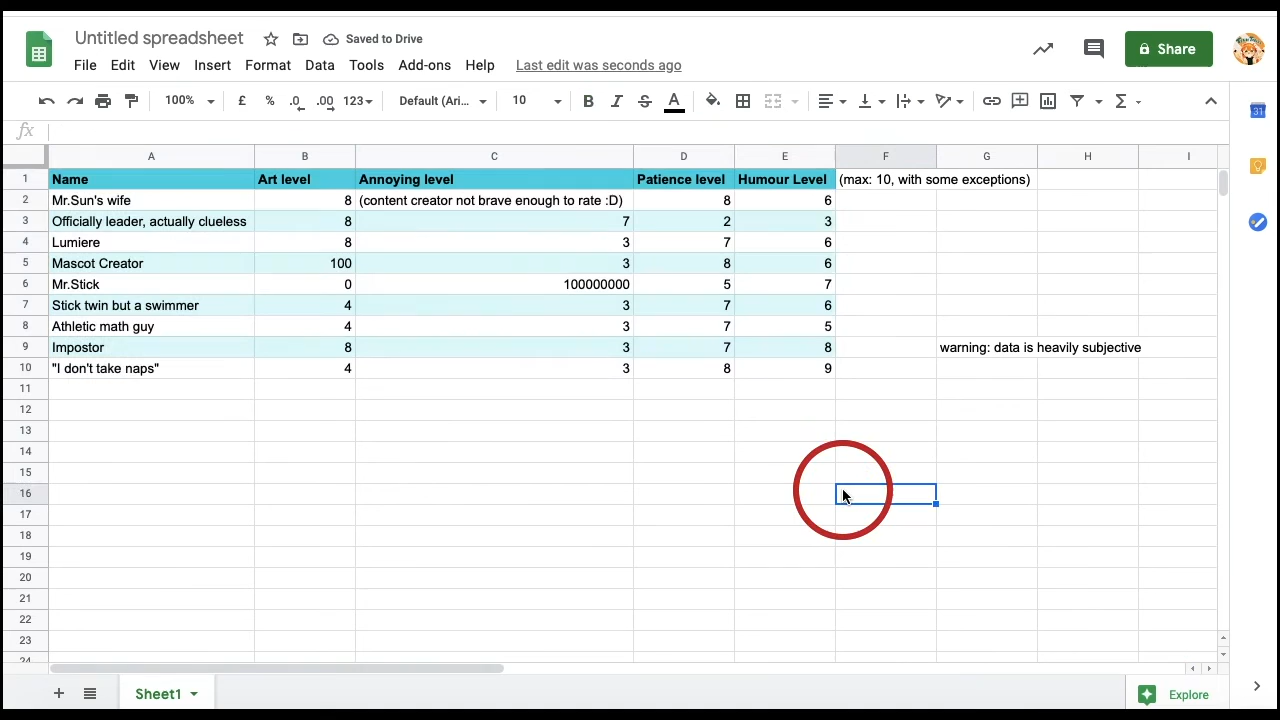 Untitled spreadsheet Saved to Drive
File Edit View Insert Format Data Tools Add-ons Help Last edit was seconds ago
Share
100% £ % .0 .00 123 Default (Ari... 10 B I S A Σ
fx
31
A B C D E F G H I
1 Name Art level Annoying level Patience level Humour Level (max: 10, with some exceptions)
2 Mr.Sun's wife 8 (content creator not brave enough to rate :D) 8 6
3 Officially leader, actually clueless 8 7 2 3
4 Lumiere 8 3 7 6
5 Mascot Creator 100 3 8 6
6 Mr.Stick 0 100000000 5 7
7 Stick twin but a swimmer 4 3 7 6
8 Athletic math guy 4 3 7 5
9 Impostor 8 3 7 8 warning: data is heavily subjective
10 "I don't take naps" 4 3 8 9
11
12
13
14
15
16
17
18
19
20
21
22
23
24
Sheet1 Explore